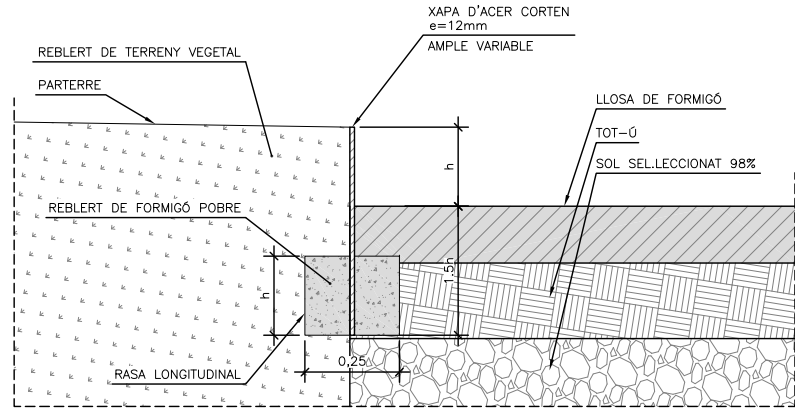 XAPA D'ACER CORTEN
e=12mm
AMPLE VARIABLE
REBLERT DE TERRENY VEGETAL
PARTERRE
LLOSA DE FORMIGÓ
TOT-Ú
SOL SEL.LECCIONAT 98%
h
REBLERT DE FORMIGÓ POBRE
1,5h
h
0,25
RASA LONGITUDINAL